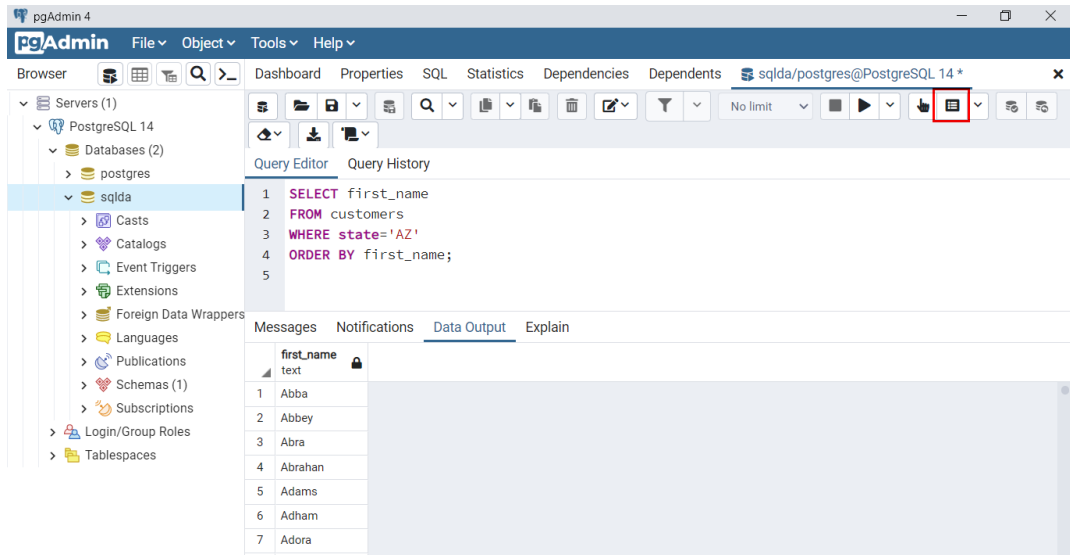 pgAdmin 4
pgAdmin File Object Tools Help
Browser Dashboard Properties SQL Statistics Dependencies Dependents sqlda/postgres@PostgreSQL 14 *
Servers (1)
PostgreSQL 14
Databases (2)
postgres
sqlda
Casts
Catalogs
Event Triggers
Extensions
Foreign Data Wrappers
Languages
Publications
Schemas (1)
Subscriptions
Login/Group Roles
Tablespaces
No limit
Query Editor Query History
1 SELECT first_name
2 FROM customers
3 WHERE state='AZ'
4 ORDER BY first_name;
5
Messages Notifications Data Output Explain
first_name
text
1 Abba
2 Abbey
3 Abra
4 Abrahan
5 Adams
6 Adham
7 Adora